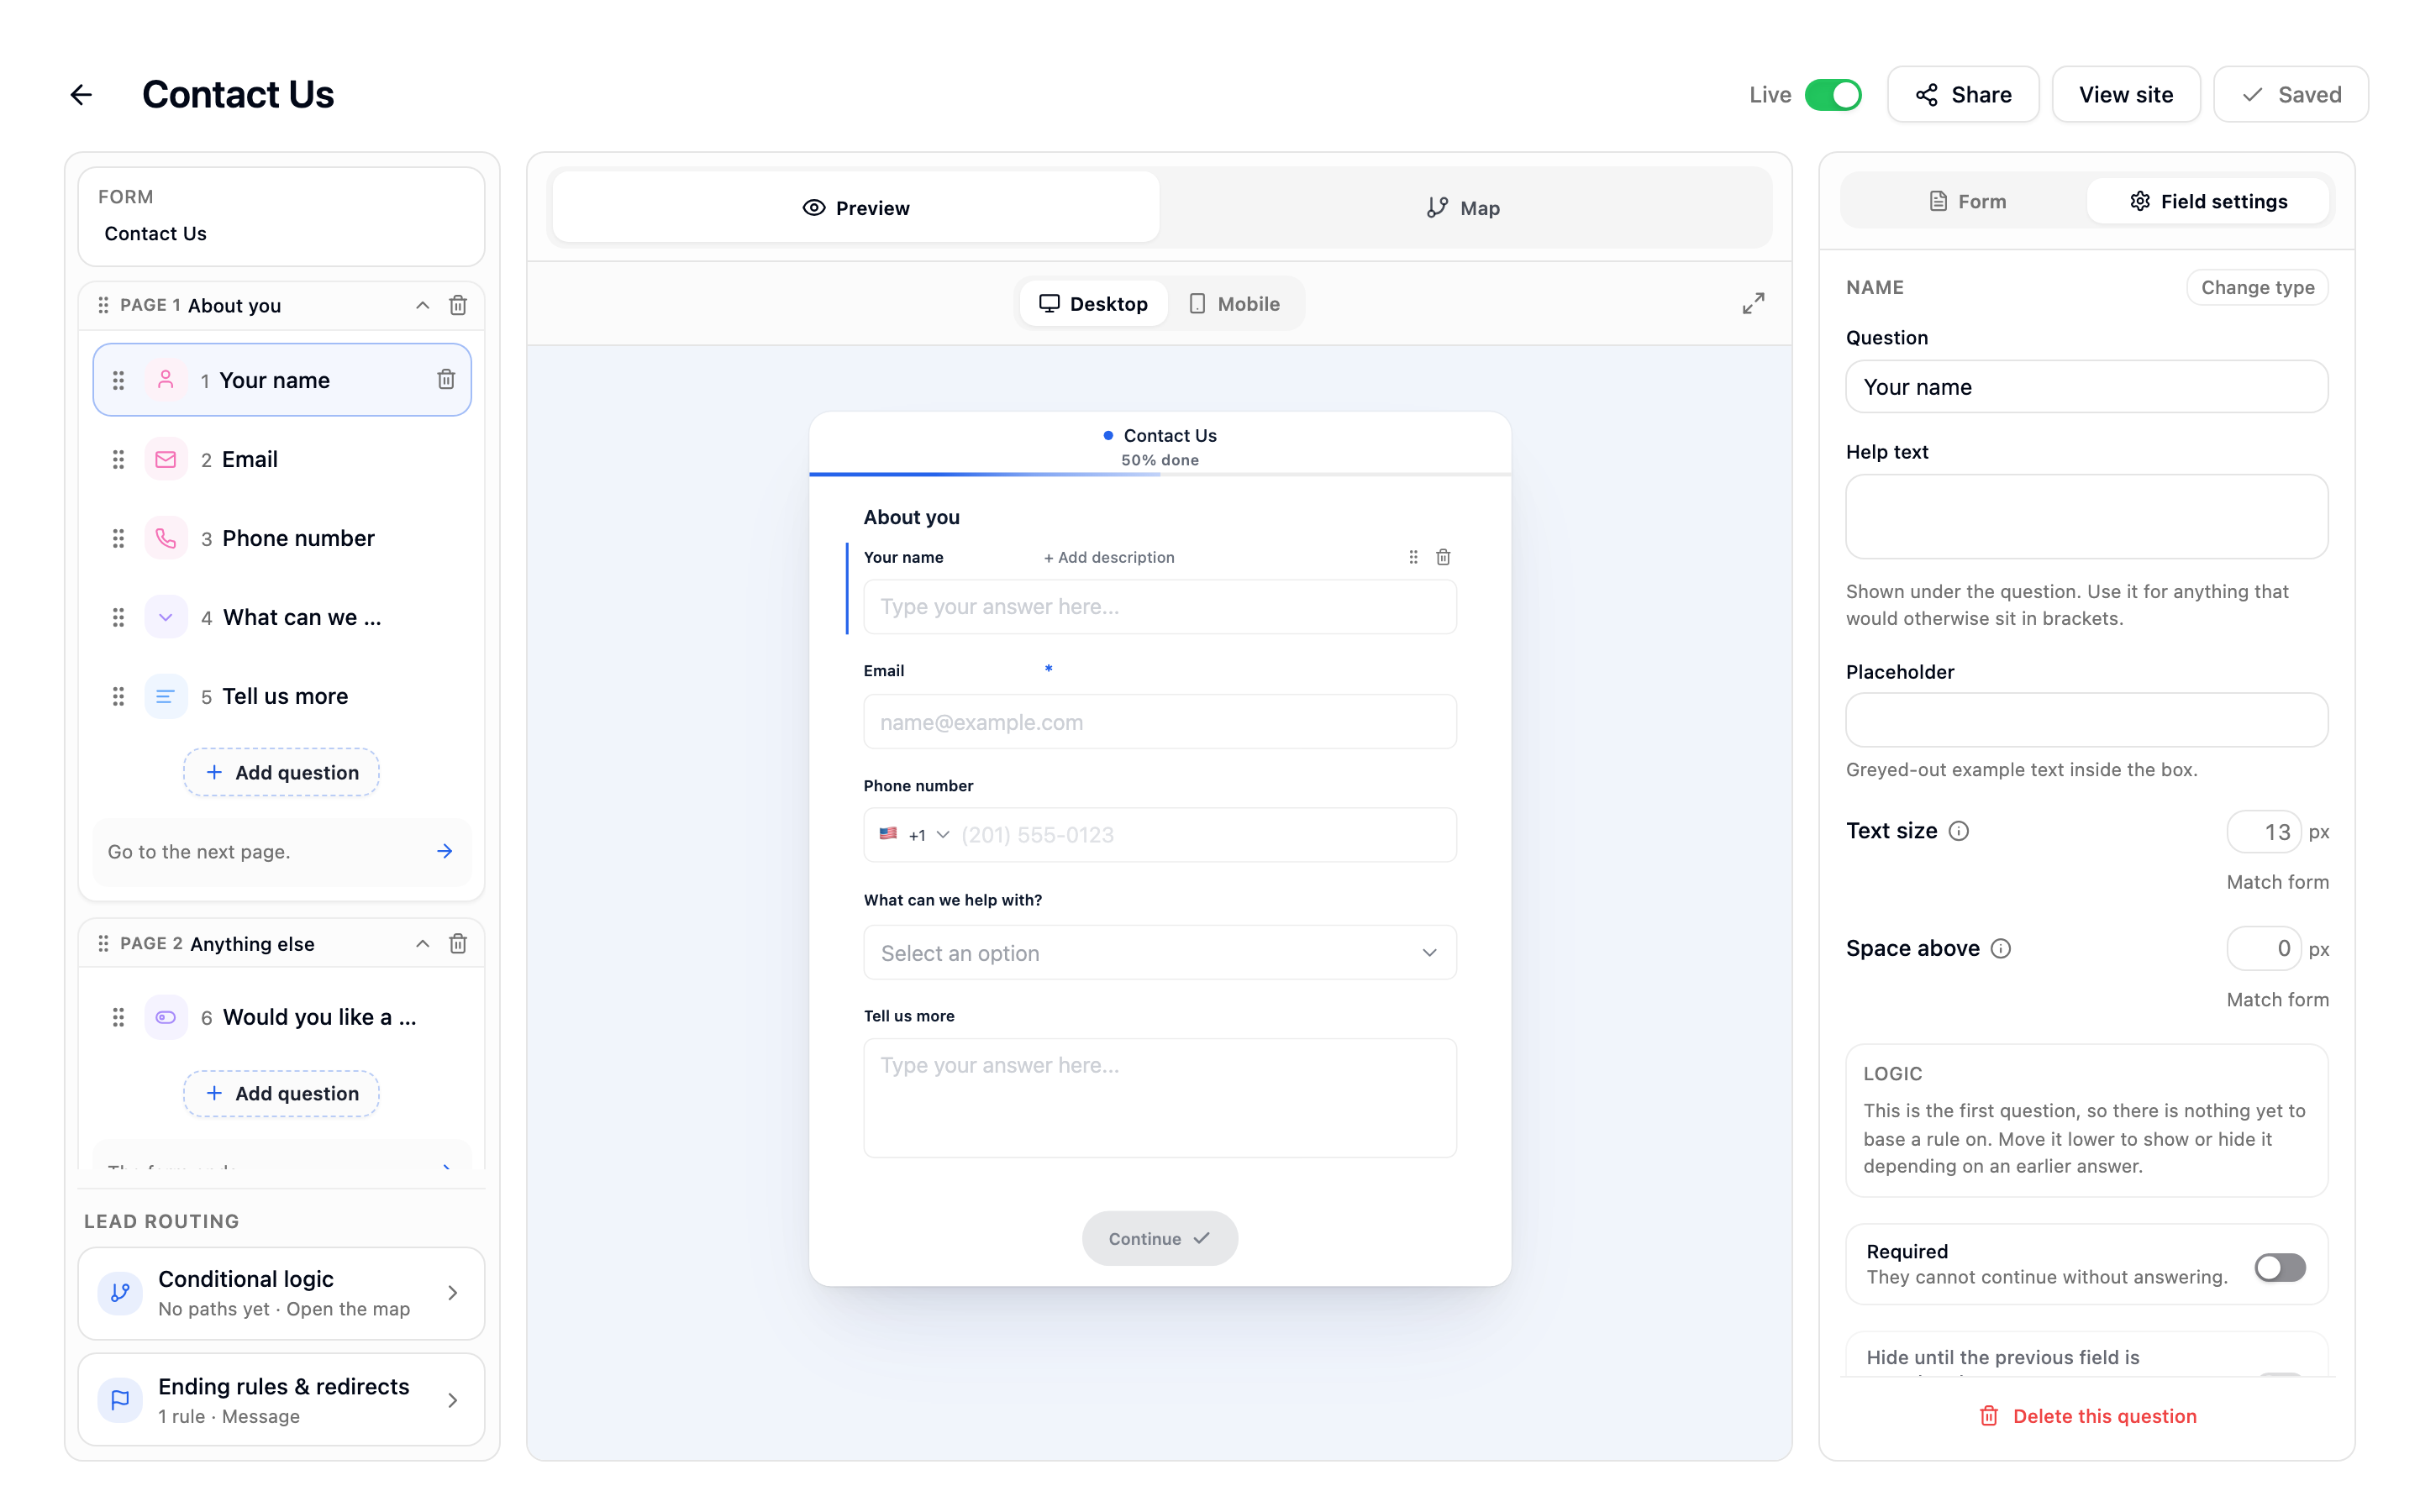 Contact Us
Live
Share
View site
Saved
FORM
Contact Us
PAGE 1 About you
1 Your name
2 Email
3 Phone number
4 What can we ...
5 Tell us more
+ Add question
Go to the next page.
PAGE 2 Anything else
6 Would you like a ...
+ Add question
LEAD ROUTING
Conditional logic
No paths yet · Open the map
Ending rules & redirects
1 rule · Message
Preview
Map
Desktop
Mobile
Contact Us
50% done
About you
Your name
+ Add description
Type your answer here...
Email *
name@example.com
Phone number
+1 (201) 555-0123
What can we help with?
Select an option
Tell us more
Type your answer here...
Continue
Form
Field settings
NAME
Change type
Question
Your name
Help text
Shown under the question. Use it for anything that
would otherwise sit in brackets.
Placeholder
Greyed-out example text inside the box.
Text size
13 px
Match form
Space above
0 px
Match form
LOGIC
This is the first question, so there is nothing yet to
base a rule on. Move it lower to show or hide it
depending on an earlier answer.
Required
They cannot continue without answering.
Hide until the previous field is
Delete this question